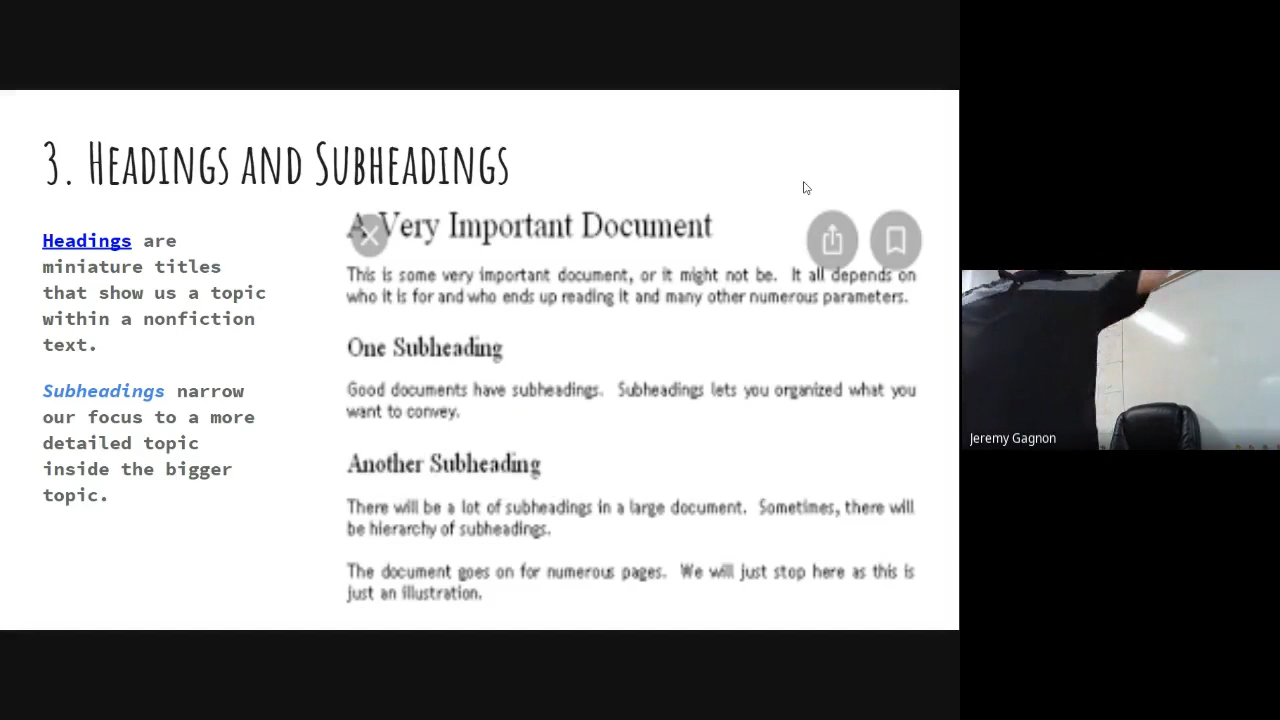 3. Headings and Subheadings
Headings are
miniature titles
that show us a topic
within a nonfiction
text.
Subheadings narrow
our focus to a more
detailed topic
inside the bigger
topic.
A Very Important Document
This is some very important document, or it might not be. It all depends on
who it is for and who ends up reading it and many other numerous parameters.
One Subheading
Good documents have subheadings. Subheadings lets you organized what you
want to convey.
Another Subheading
There will be a lot of subheadings in a large document. Sometimes, there will
be hierarchy of subheadings.
The document goes on for numerous pages. We will just stop here as this is
just an illustration.
Jeremy Gagnon